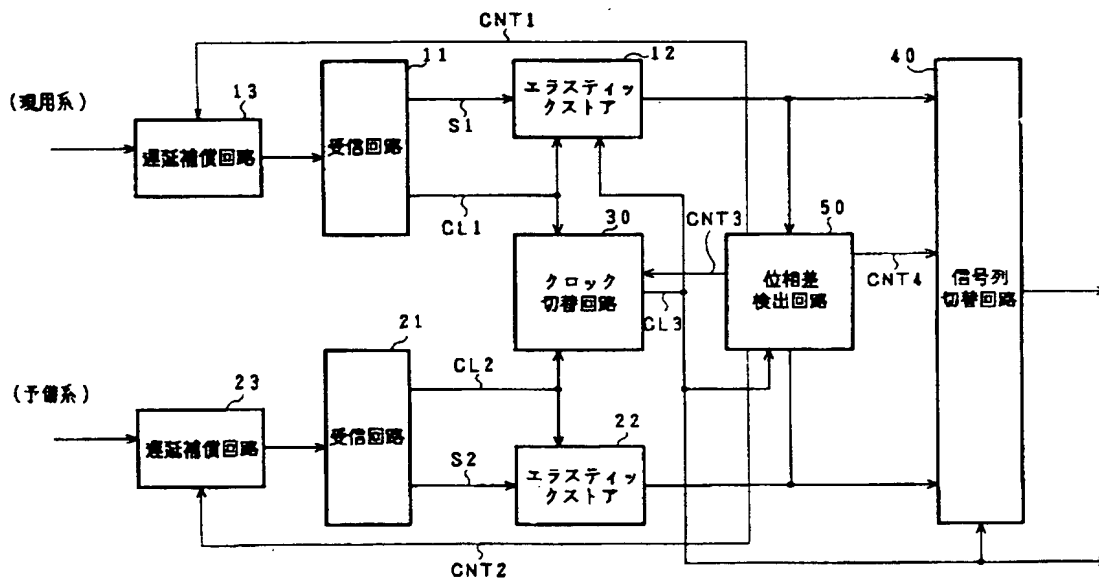 CNT1
(現用系)
13
遅延補償回路
11
受信回路
S1
CL1
12
エラスティッ
クストア
40
信号列
切替回路
30
クロック
切替回路
CNT3
CL3
50
位相差
検出回路
CNT4
(予備系)
23
遅延補償回路
21
受信回路
CL2
S2
22
エラスティッ
クストア
CNT2